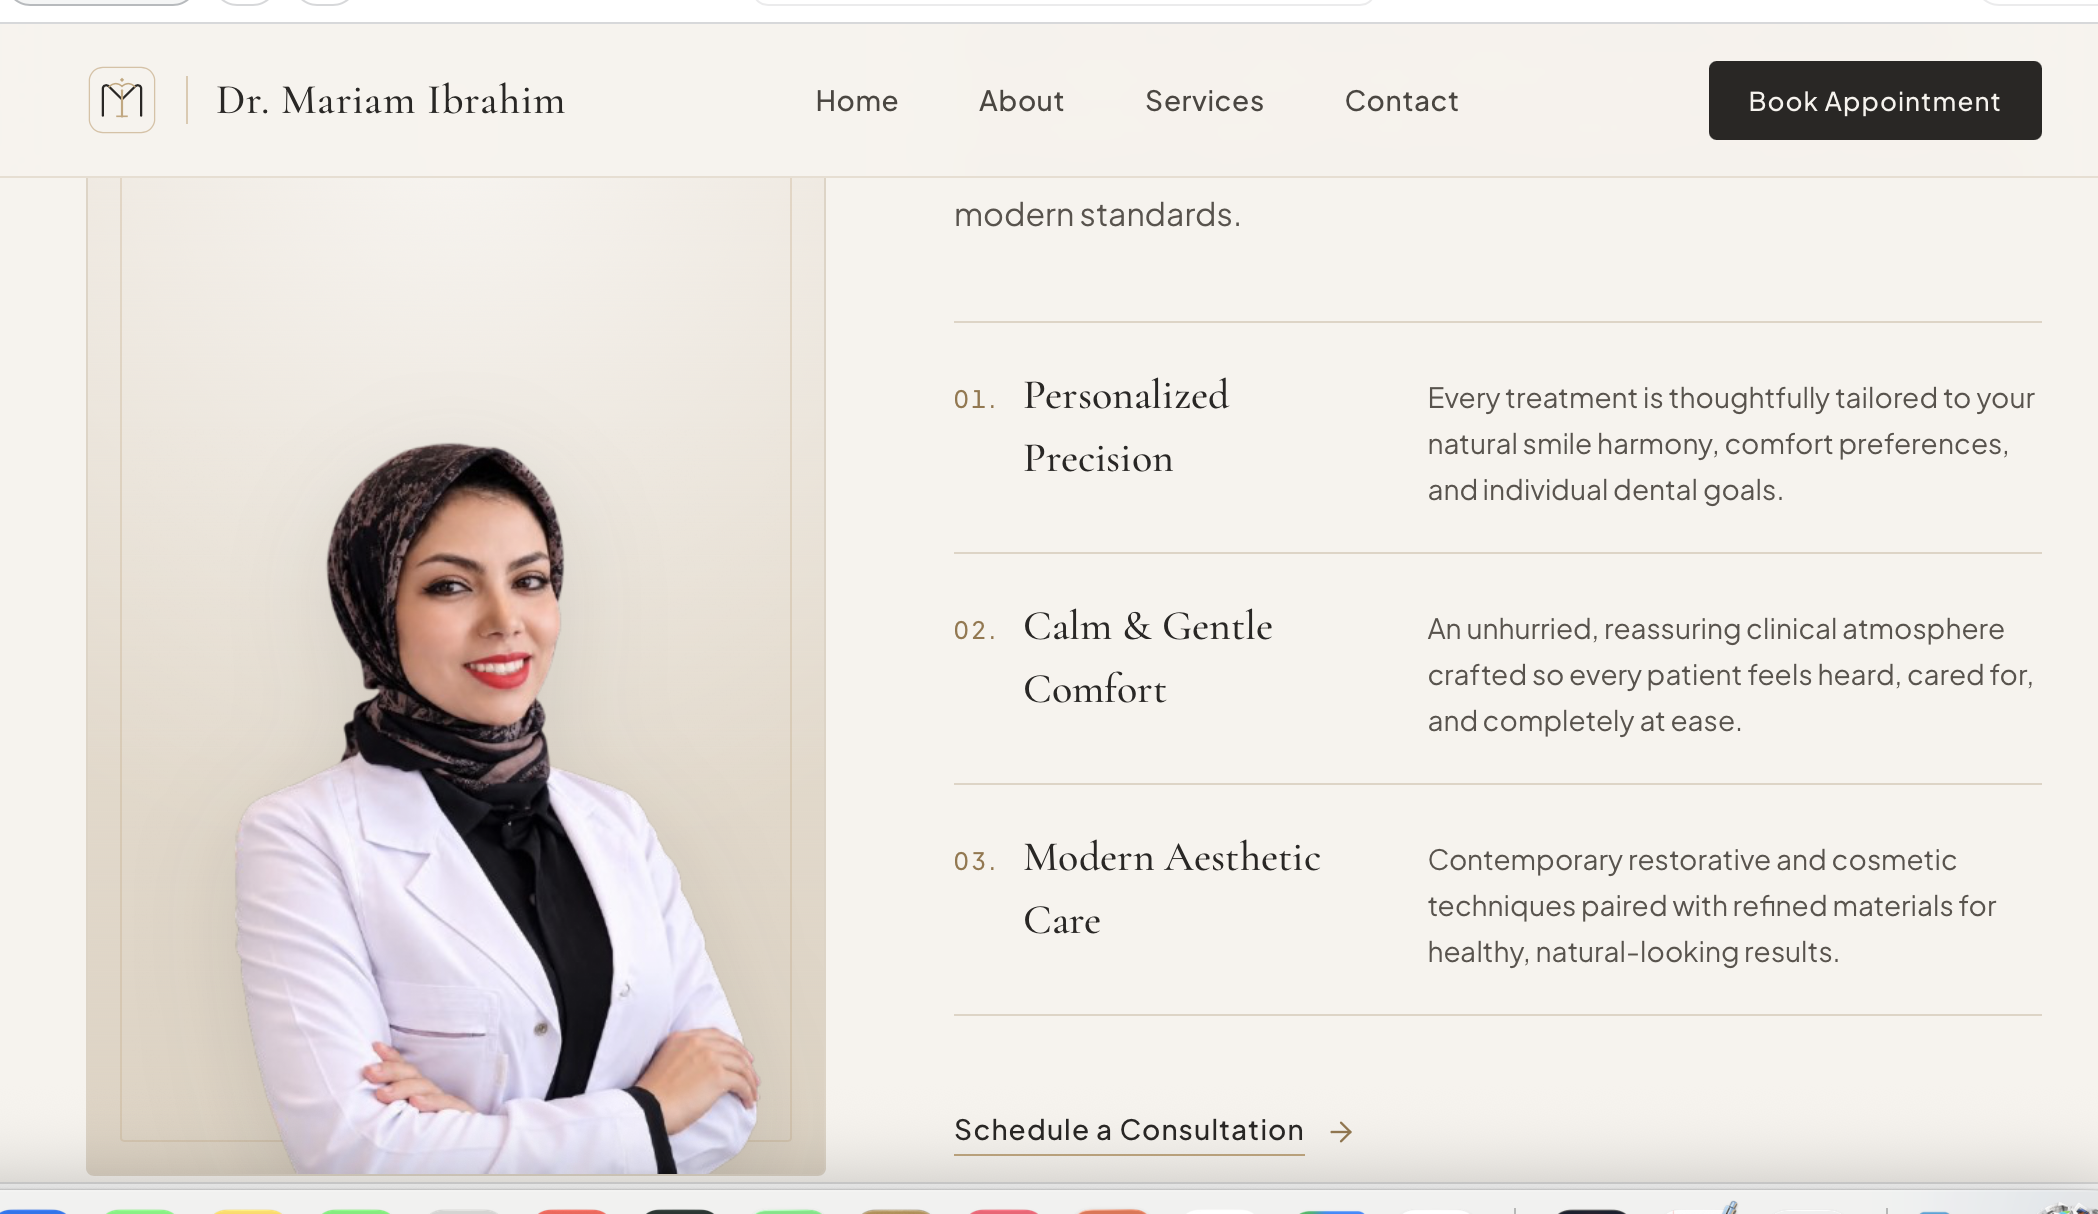 Dr. Mariam Ibrahim
Home
About
Services
Contact
Book Appointment
modern standards.
01.
Personalized
Precision
Every treatment is thoughtfully tailored to your
natural smile harmony, comfort preferences,
and individual dental goals.
02.
Calm & Gentle
Comfort
An unhurried, reassuring clinical atmosphere
crafted so every patient feels heard, cared for,
and completely at ease.
03.
Modern Aesthetic
Care
Contemporary restorative and cosmetic
techniques paired with refined materials for
healthy, natural-looking results.
Schedule a Consultation →